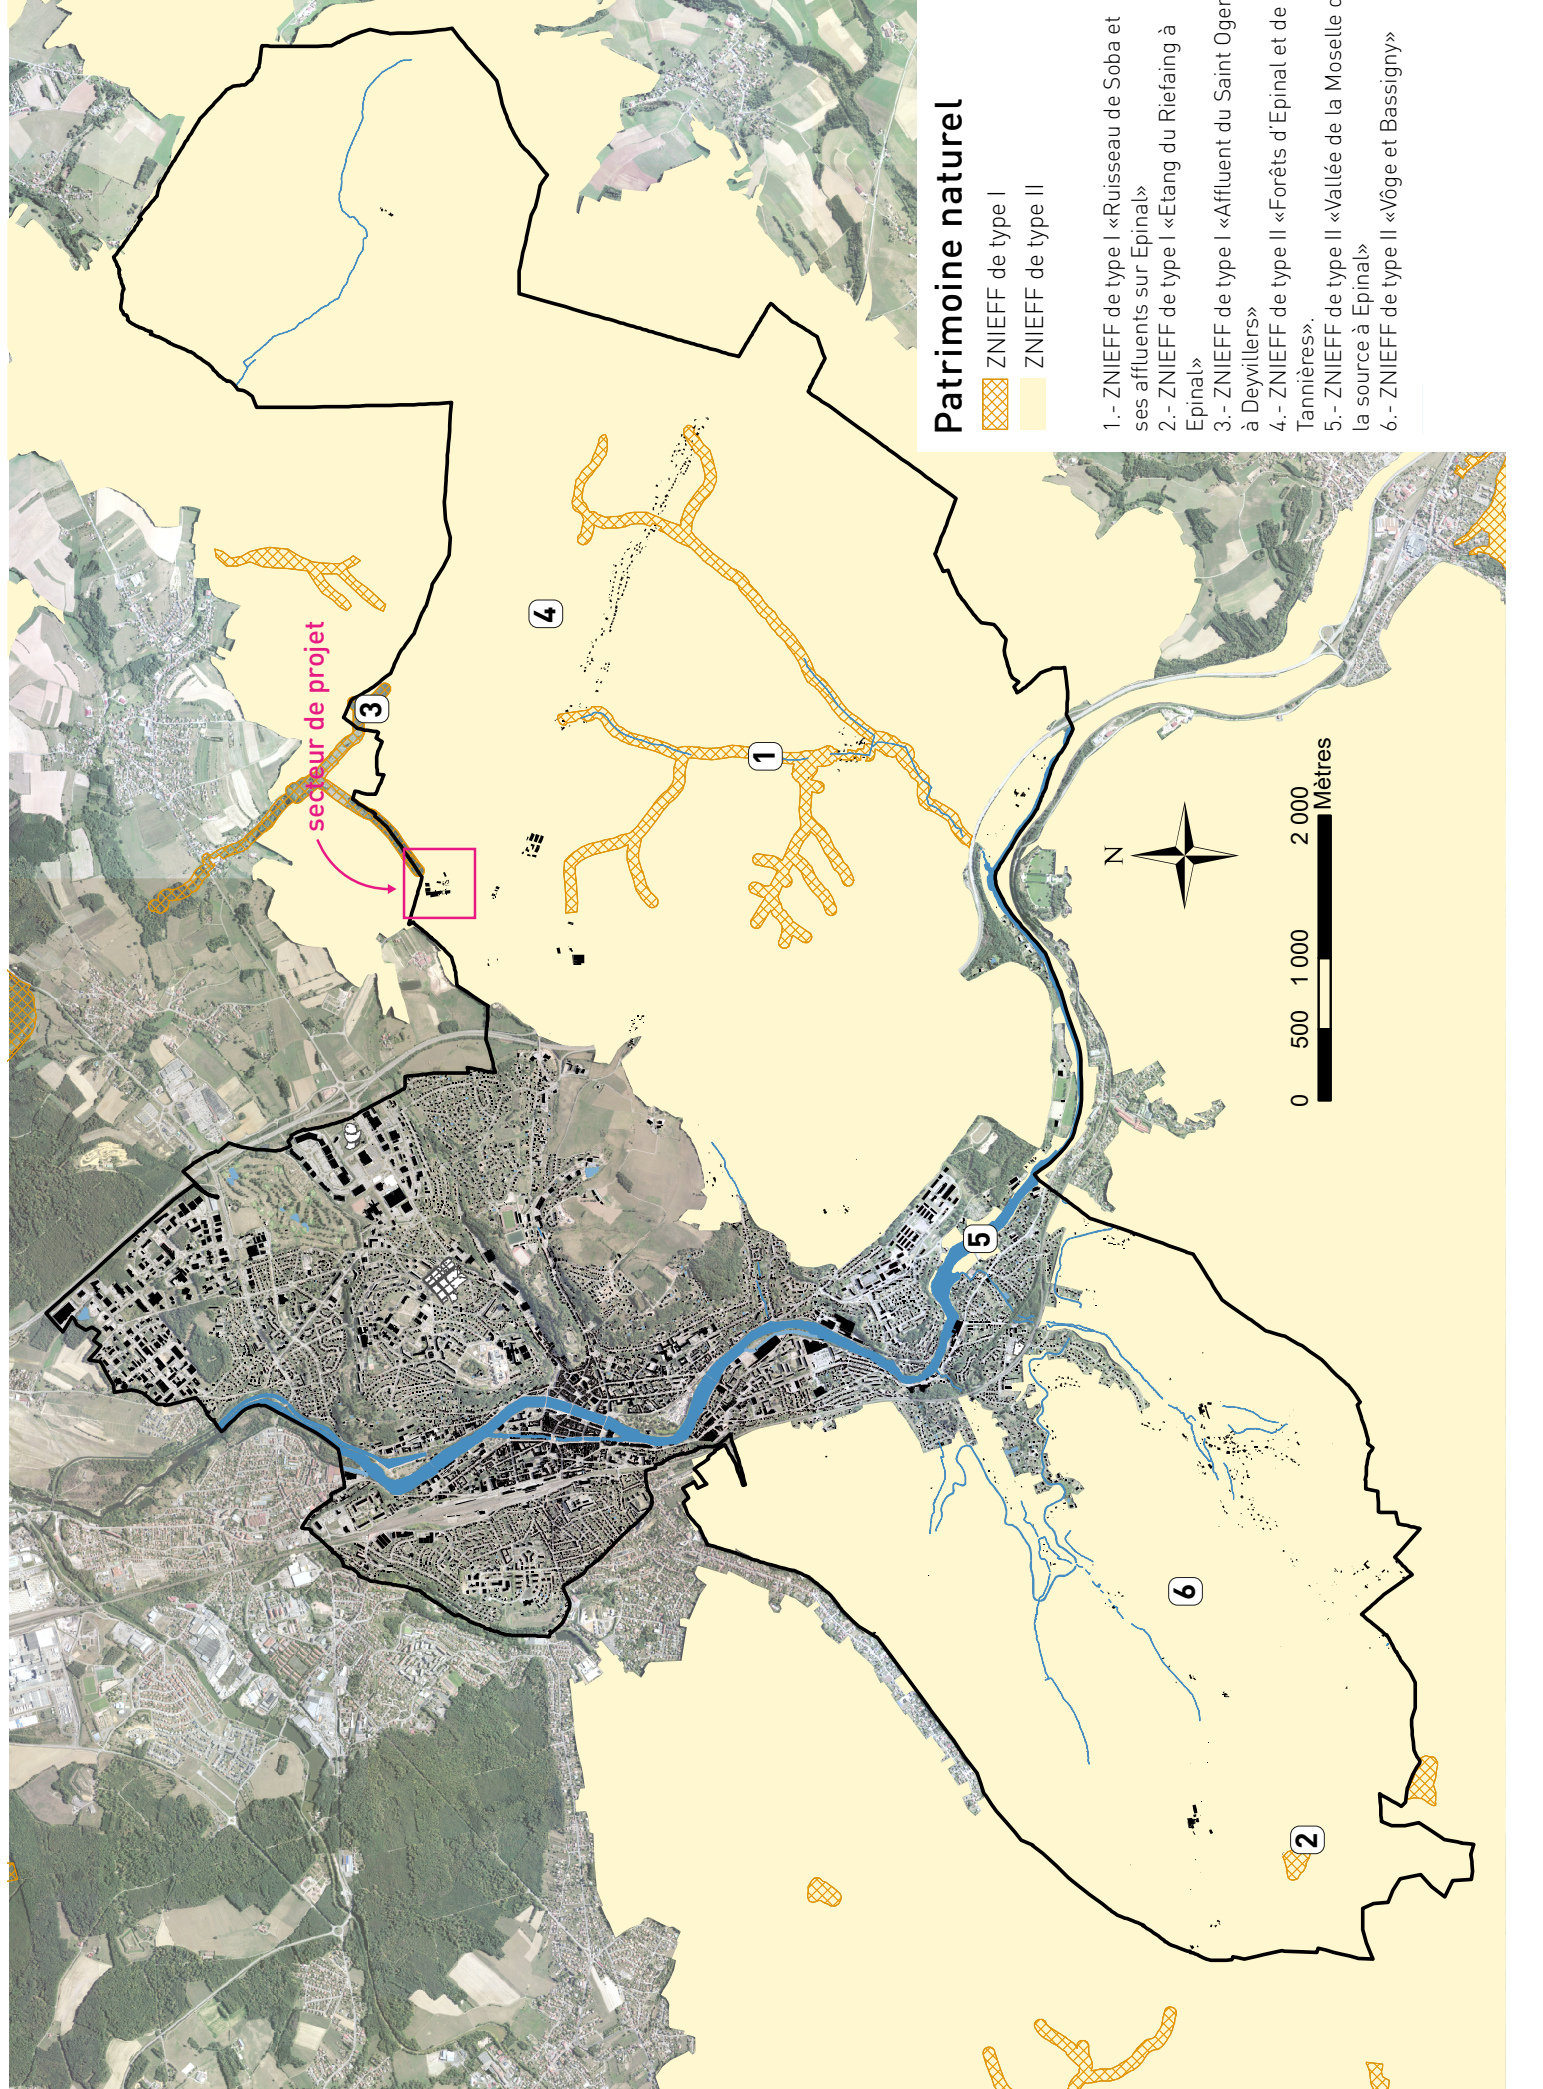 Patrimoine naturel
ZNIEFF de type I
ZNIEFF de type II
1.- ZNIEFF de type I «Ruisseau de Soba et
ses affluents sur Epinal»
2.- ZNIEFF de type I «Etang du Riefaing à
Epinal»
3.- ZNIEFF de type I «Affluent du Saint Oger
à Deyvillers»
4.- ZNIEFF de type II «Forêts d'Epinal et de
Tannières».
5.- ZNIEFF de type II «Vallée de la Moselle d
la source à Epinal»
6.- ZNIEFF de type II «Vôge et Bassigny»
secteur de projet
3
4
1
5
6
2
N
0 500 1 000 2 000
Mètres